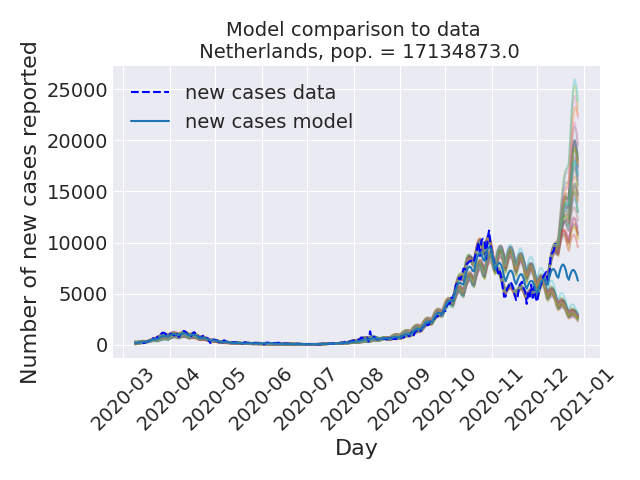 Model comparison to data
Netherlands, pop. = 17134873.0
Number of new cases reported
25000
20000
15000
10000
5000
0
new cases data
new cases model
2020-03
2020-04
2020-05
2020-06
2020-07
2020-08
2020-09
2020-10
2020-11
2020-12
2021-01
Day